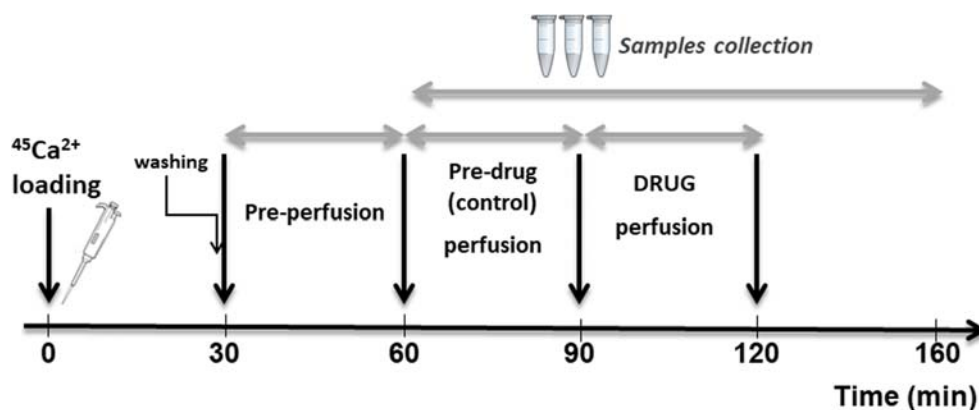 Samples collection
⁴⁵Ca²⁺
loading
washing
Pre-perfusion
Pre-drug
(control)
perfusion
DRUG
perfusion
0
30
60
90
120
160
Time (min)